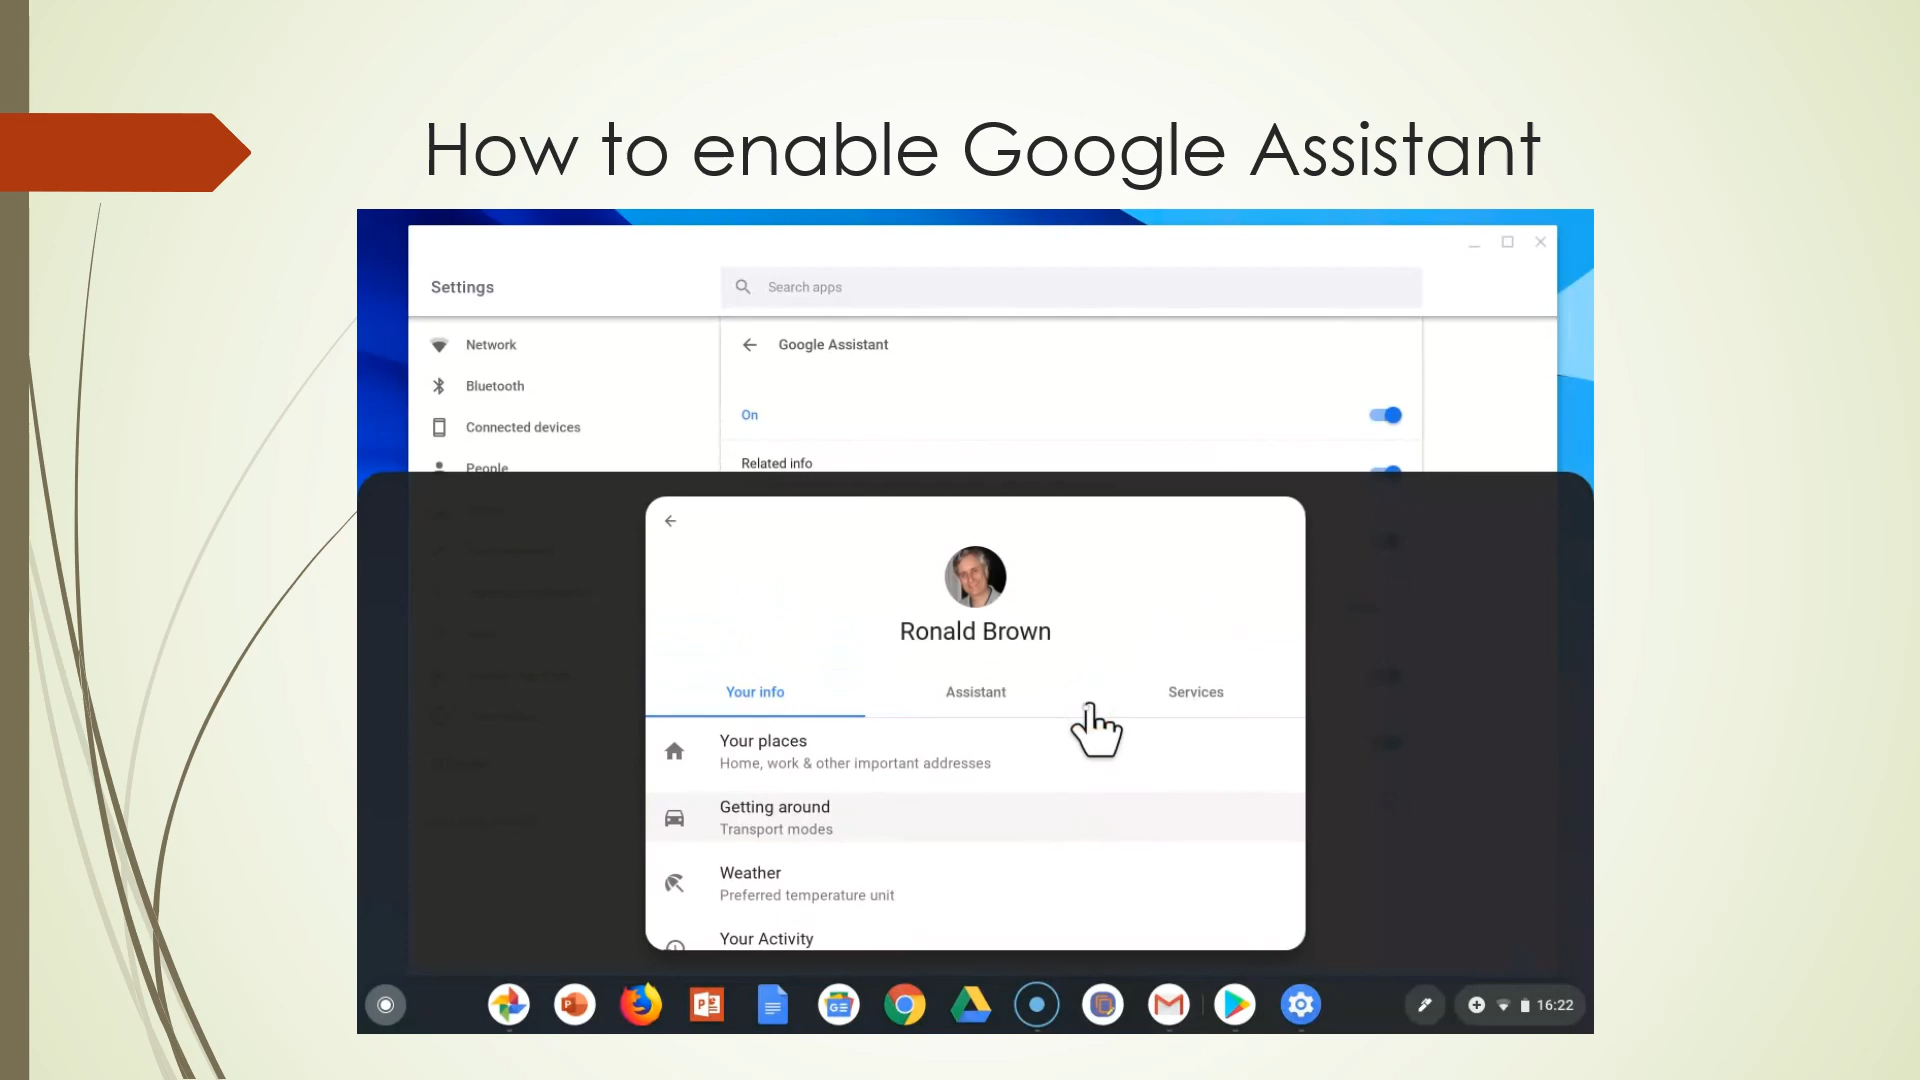 How to enable Google Assistant
Settings
Search apps
Network
Bluetooth
Connected devices
People
Google Assistant
On
Related info
Ronald Brown
Your info
Assistant
Services
Your places
Home, work & other important addresses
Getting around
Transport modes
Weather
Preferred temperature unit
Your Activity
16:22